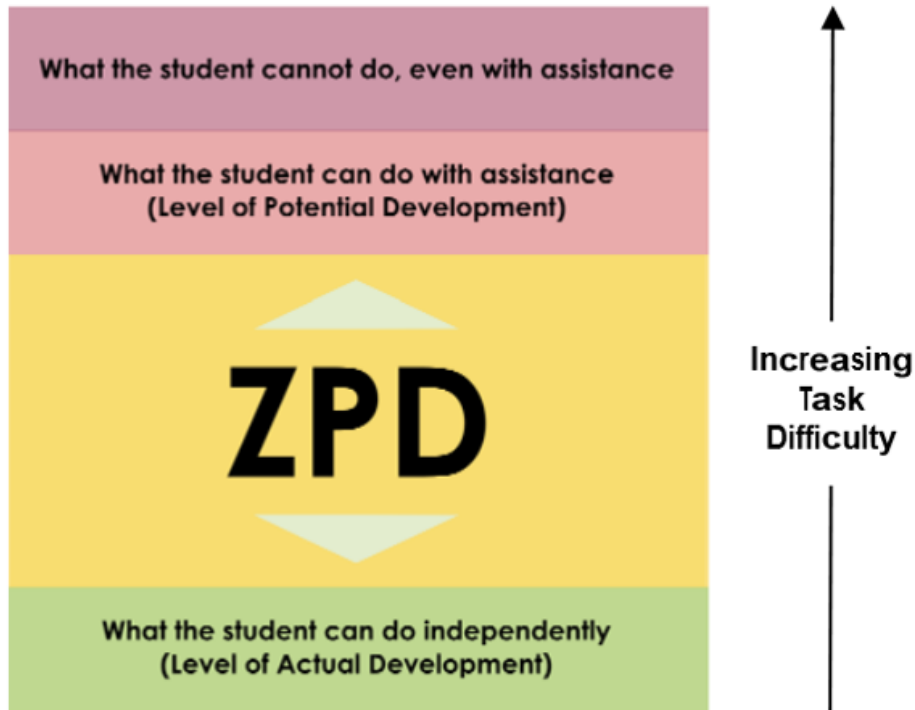 What the student cannot do, even with assistance
What the student can do with assistance
(Level of Potential Development)
ZPD
Increasing
Task
Difficulty
What the student can do independently
(Level of Actual Development)